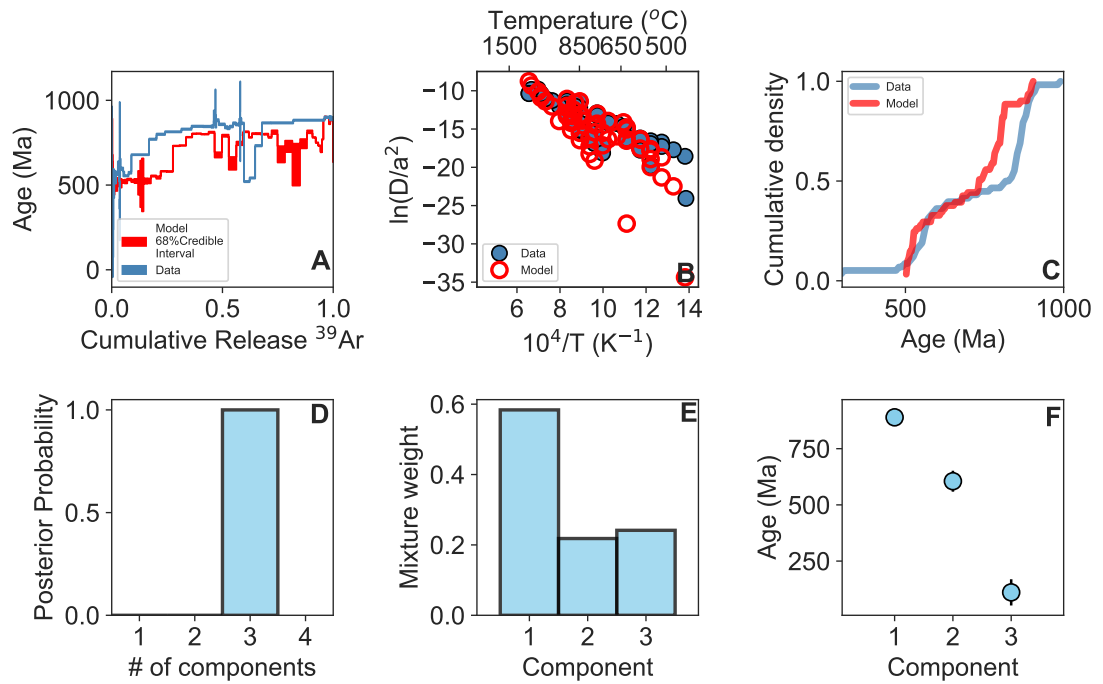 1000
500
0
Age (Ma)
Model
68%Credible
Interval
Data
A
0.0
0.5
1.0
Cumulative Release ³⁹Ar
Temperature (°C)
1500
850
650
500
−10
−15
−20
−25
−30
−35
ln(D/a²)
Data
Model
B
6
8
10
12
14
10⁴/T (K⁻¹)
1.0
0.5
0.0
Cumulative density
Data
Model
C
500
1000
Age (Ma)
1.0
0.5
0.0
Posterior Probability
D
1
2
3
4
# of components
0.6
0.4
0.2
0.0
Mixture weight
E
1
2
3
Component
750
500
250
Age (Ma)
F
1
2
3
Component